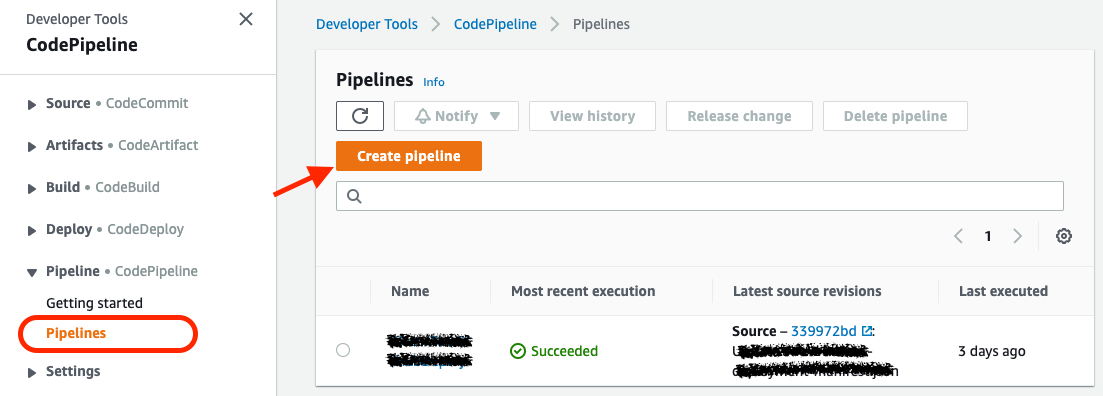 Developer Tools
CodePipeline
Source • CodeCommit
Artifacts • CodeArtifact
Build • CodeBuild
Deploy • CodeDeploy
Pipeline • CodePipeline
Getting started
Pipelines
Settings
Developer Tools > CodePipeline > Pipelines
Pipelines Info
Notify View history Release change Delete pipeline
Create pipeline
1
Name Most recent execution Latest source revisions Last executed
Source – 339972bd :
Succeeded 3 days ago